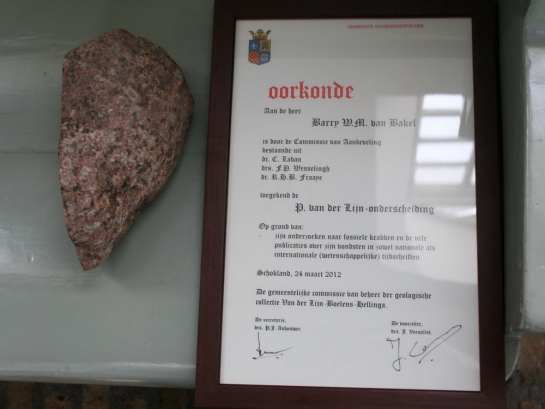 GEMEENTE NOORDOOSTPOLDER
oorkonde
Aan de heer
Barry W.M. van Bakel
is door de Commissie van Aanbeveling
bestaande uit
dr. C. Lavan
drs. F.P. Wesselingh
dr. R.H.B. Fraaye
toegekend de
P. van der Lijn-onderscheiding
Op grond van:
- zijn onderzoeken naar fossiele krabben en de vele
publicaties over zijn vondsten in zowel nationale als
internationale (wetenschappelijke) tijdschriften
Schokland, 24 maart 2012
De gemeentelijke commissie van beheer der geologische
collectie Van der Lijn-Boelens-Hellinga.
De secretaris,
De voorzitter,
drs. P.J.
drs. J.